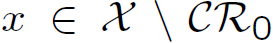 x ∈ 𝒳 \ 𝒞ℛ₀